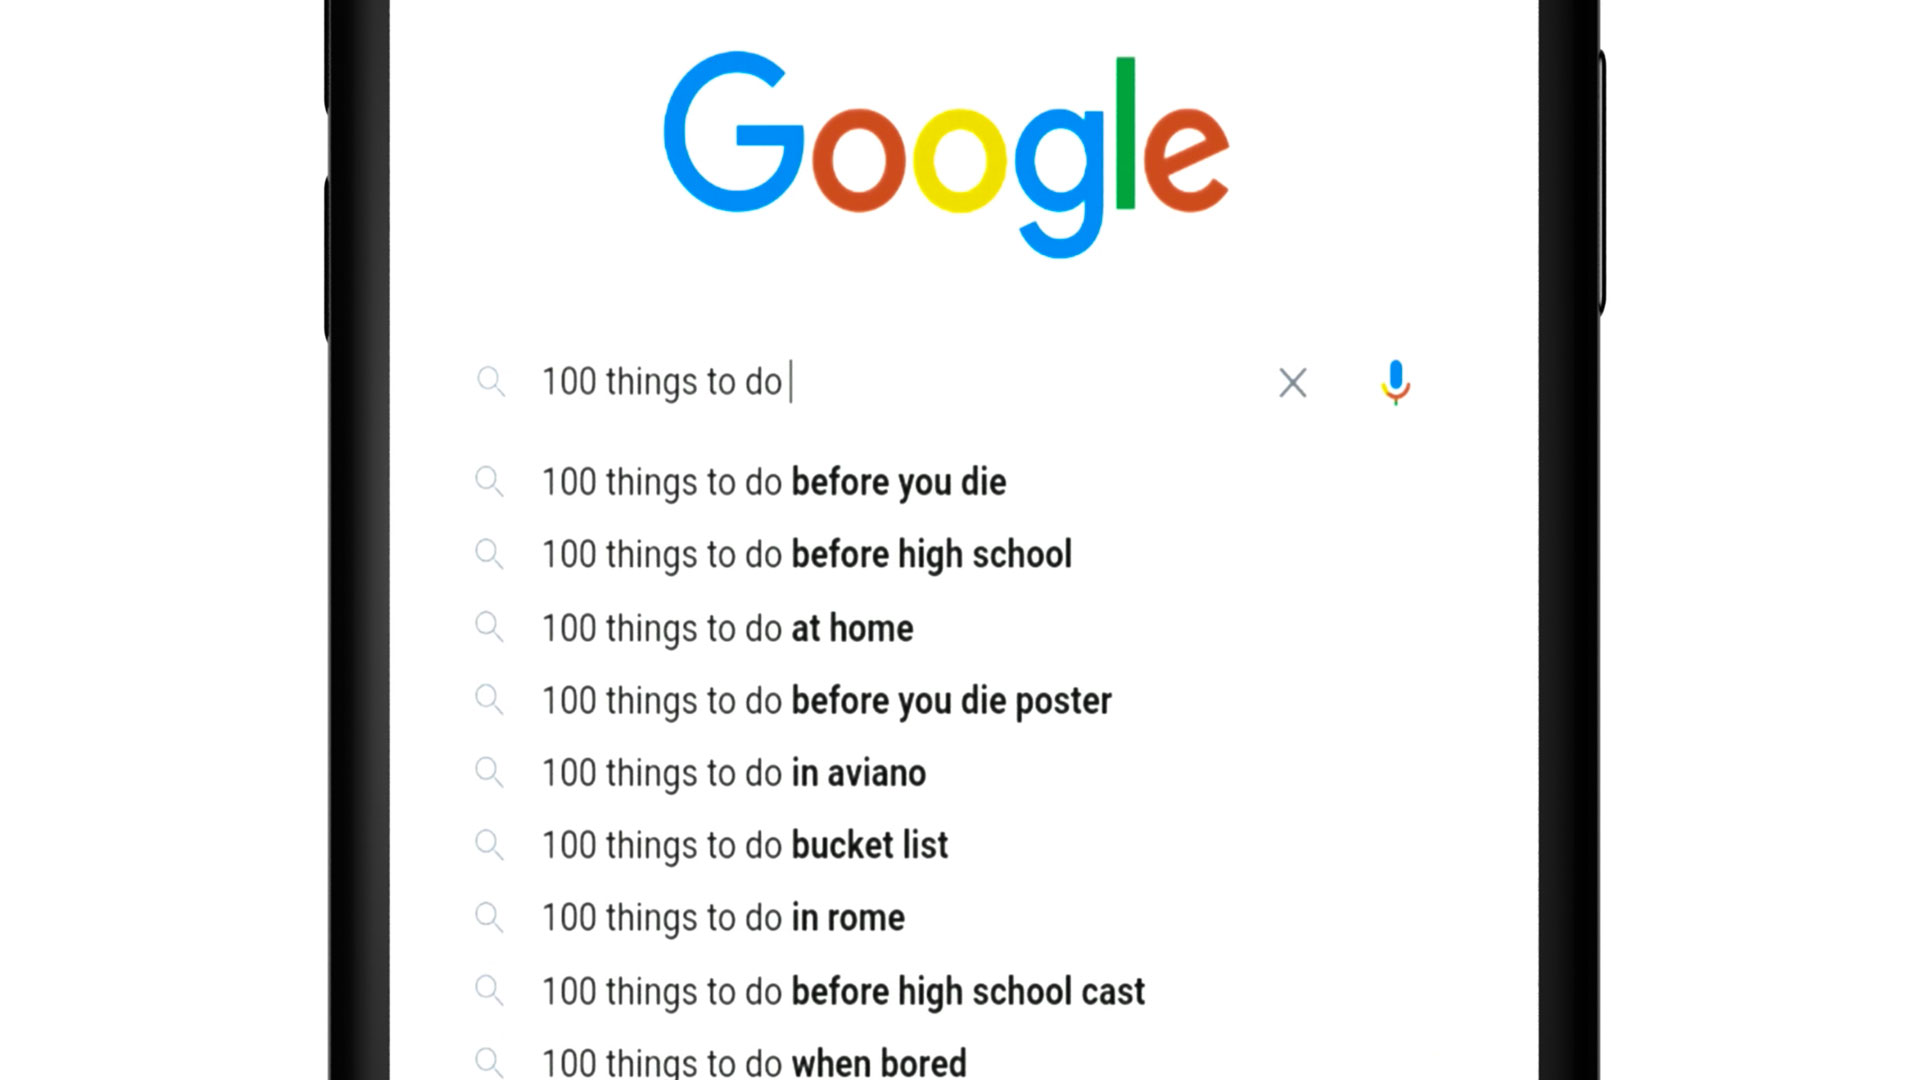 Google
100 things to do
100 things to do before you die
100 things to do before high school
100 things to do at home
100 things to do before you die poster
100 things to do in aviano
100 things to do bucket list
100 things to do in rome
100 things to do before high school cast
100 things to do when bored